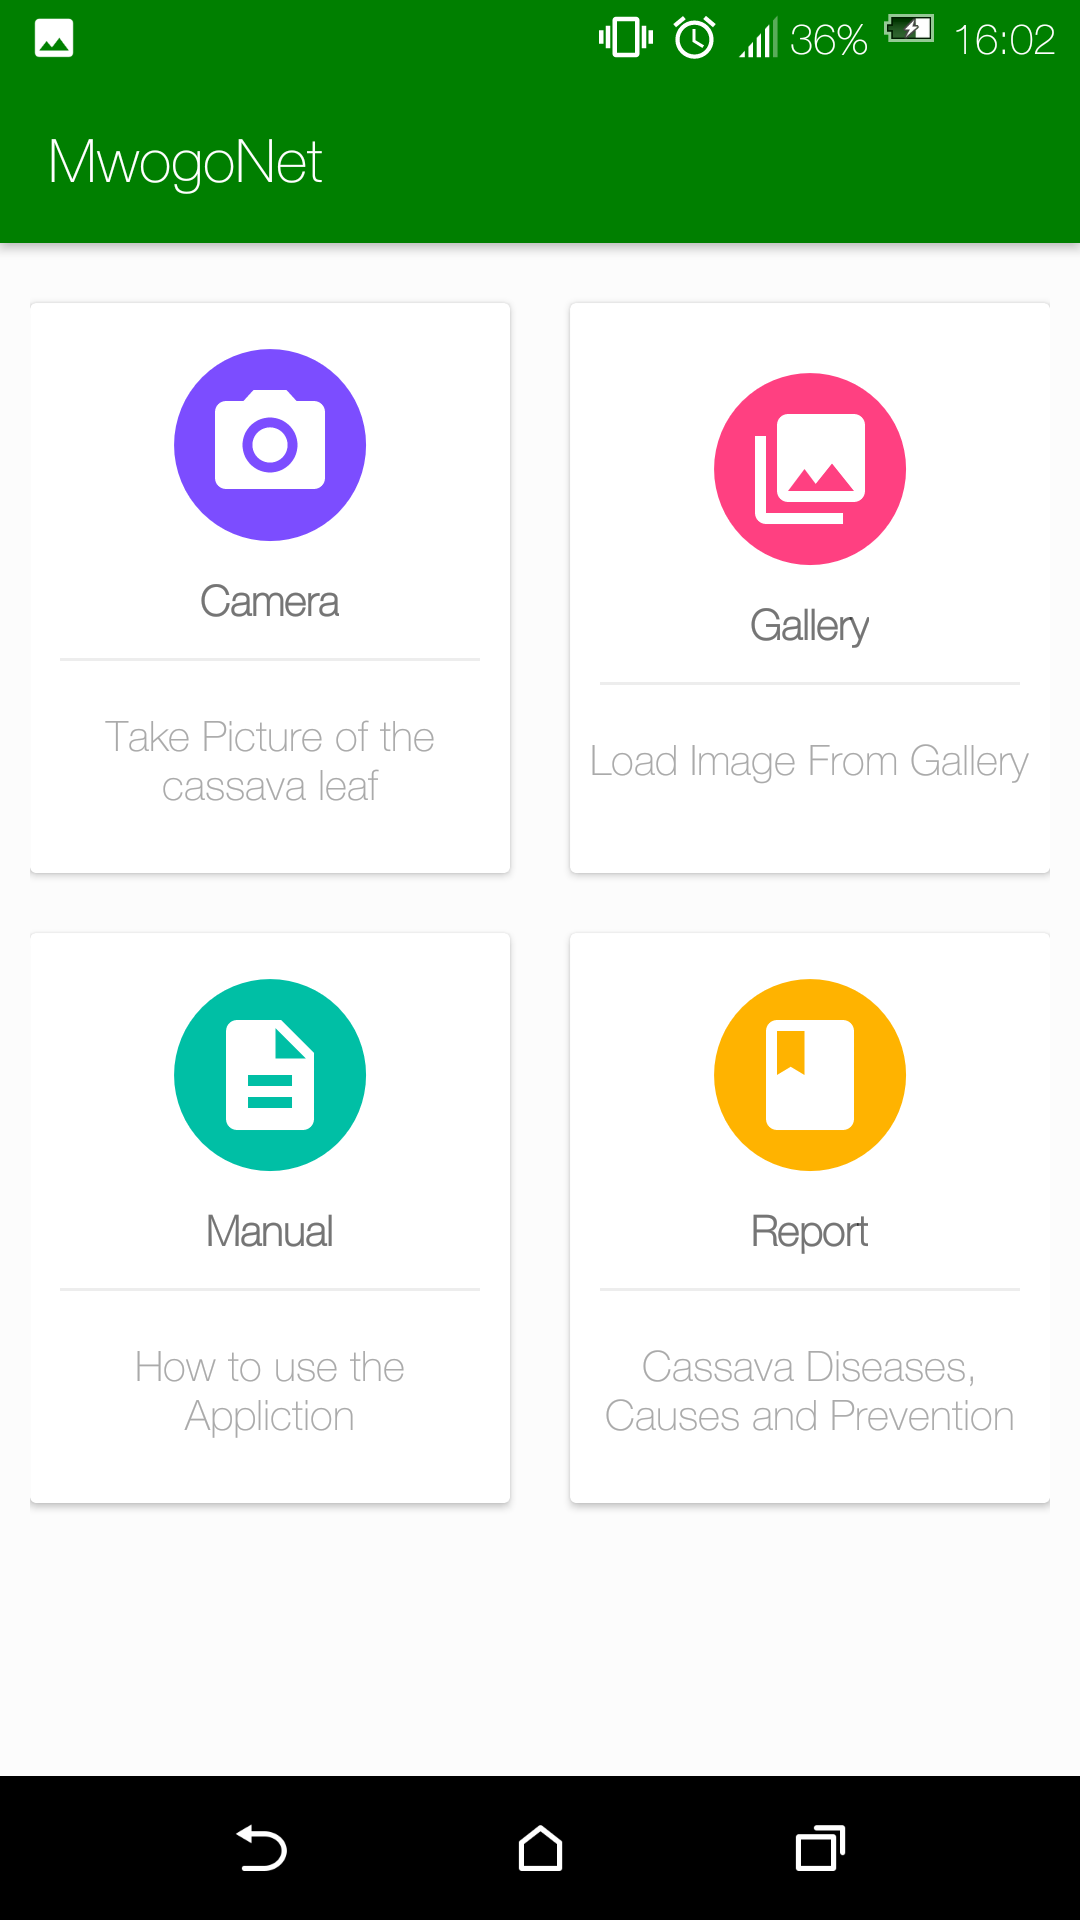 36% 16:02
MwogoNet
Camera
Take Picture of the
cassava leaf
Gallery
Load Image From Gallery
Manual
How to use the
Appliction
Report
Cassava Diseases,
Causes and Prevention